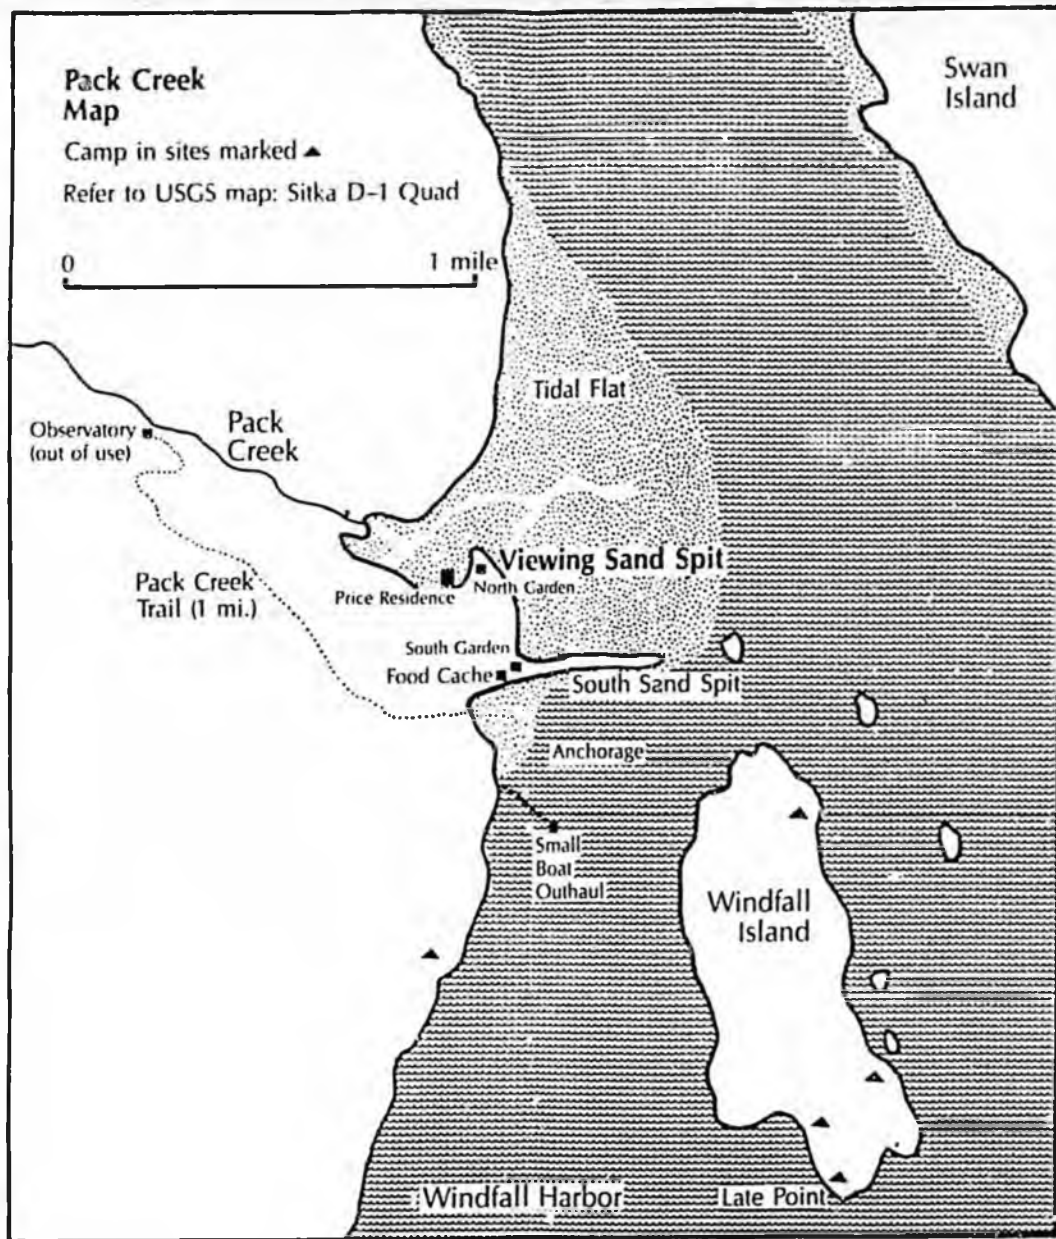 Pack Creek
Map
Camp in sites marked ▲
Refer to USGS map: Sitka D-1 Quad
0 1 mile
Swan
Island
Tidal Flat
Observatory
(out of use)
Pack
Creek
Viewing Sand Spit
Pack Creek
Trail (1 mi.)
Price Residence
North Garden
South Garden
Food Cache
South Sand Spit
Anchorage
Small
Boat
Outhaul
Windfall
Island
Windfall Harbor
Late Point